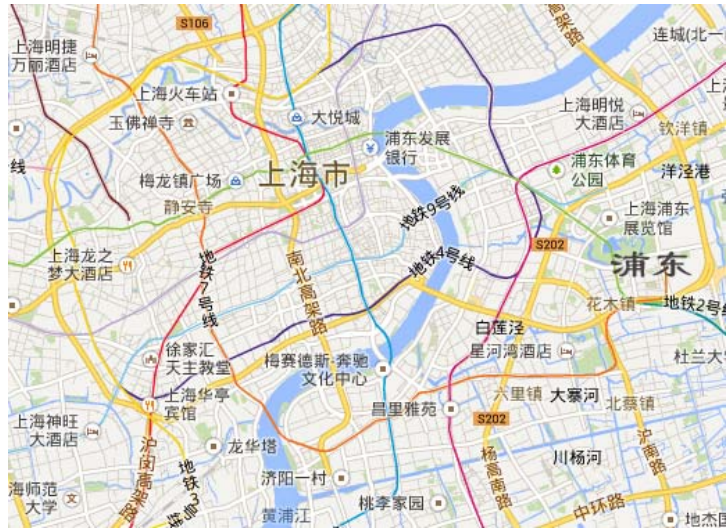 S106
中环高架路
连城(北一
上海明捷
万丽酒店
上海火车站
大悦城
上海明悦
大酒店
玉佛禅寺
浦东发展
银行
钦洋镇
梅龙镇广场
上海市
浦东体育
公园
洋泾港
静安寺
地铁9号线
上海浦东
展览馆
上海龙之
梦大酒店
地铁7号线
南北高架路
地铁4号线
S202
浦东
花木镇
地铁2号
白莲泾
徐家汇
天主教堂
梅赛德斯·奔驰
文化中心
星河湾酒店
杜兰大
上海华亭
宾馆
昌里雅苑
六里镇
大寨河
北蔡镇
上海神旺
大酒店
S202
沪闵高架路
龙华塔
杨高南路
川杨河
沪南路
地铁3号
济阳一村
海师范
大学
黄浦江
桃李家园
中环路
地杰国